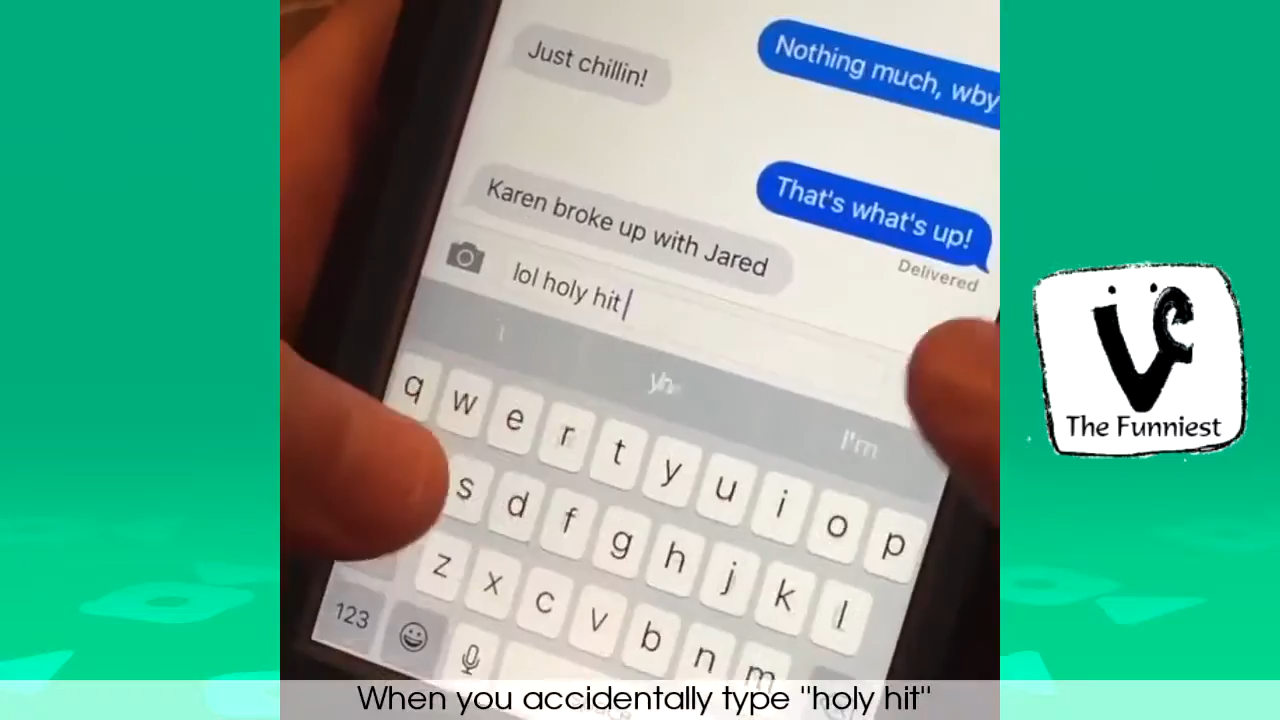 Nothing much, wby
Just chillin!
That's what's up!
Delivered
Karen broke up with Jared
lol holy hit
i
yh
I'm
q w e r t y u i o p
s d f g h j k l
z x c v b n m
123
The Funniest
When you accidentally type "holy hit"